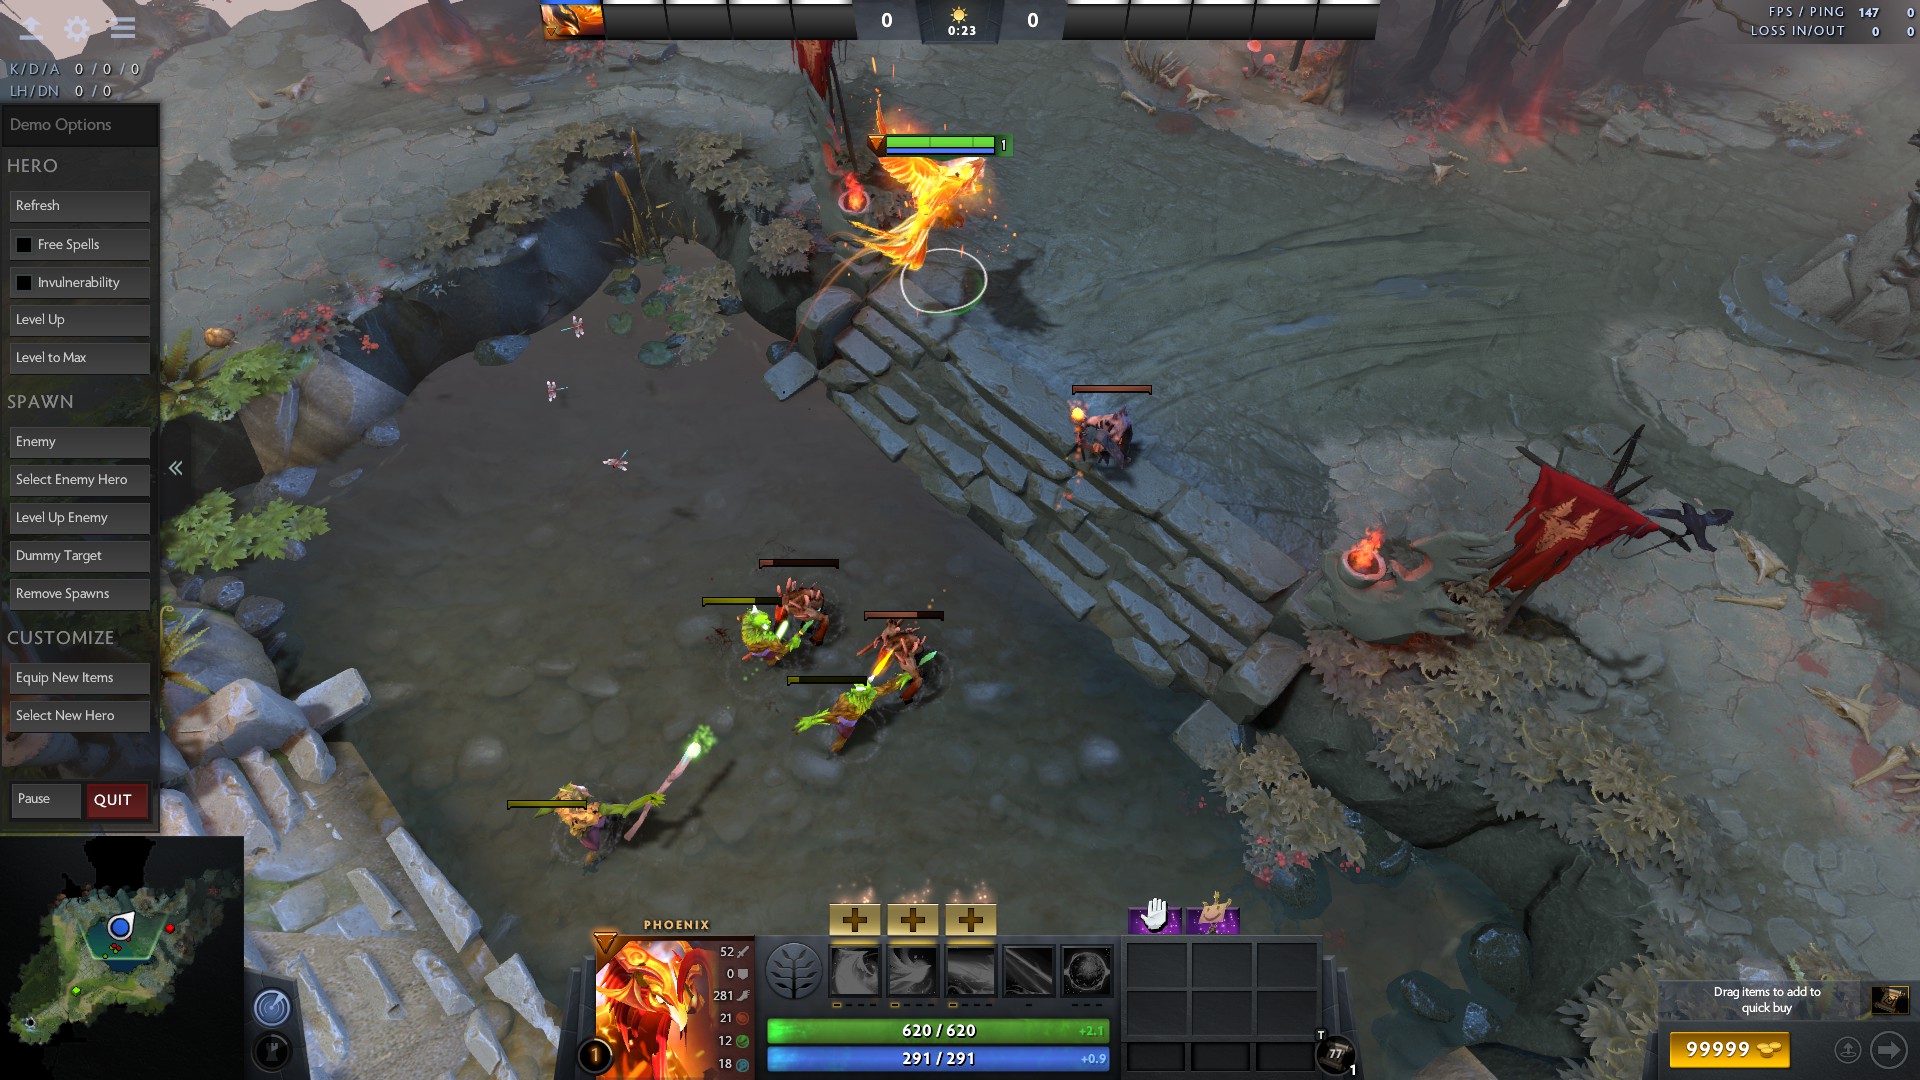 0
0:23
0
FPS / PING 147 0
LOSS IN/OUT 0 0
K/D/A 0 / 0 / 0
LH/DN 0 / 0
Demo Options
HERO
Refresh
Free Spells
Invulnerability
Level Up
Level to Max
SPAWN
Enemy
Select Enemy Hero
Level Up Enemy
Dummy Target
Remove Spawns
CUSTOMIZE
Equip New Items
Select New Hero
Pause
QUIT
1
PHOENIX
52
0
281
21
12
18
1
620 / 620
+2.1
291 / 291
+0.9
T
77
1
Drag items to add to
quick buy
99999